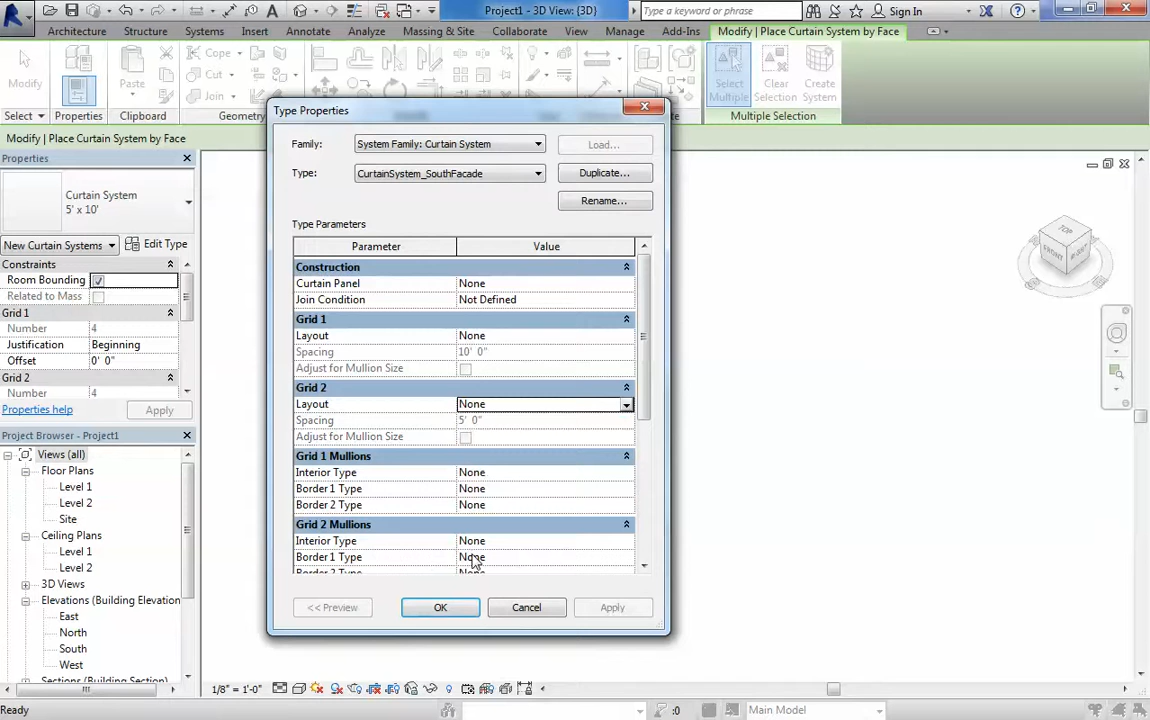 Project1 - 3D View: {3D}
Type a keyword or phrase
Sign In
Architecture Structure Systems Insert Annotate Analyze Massing & Site Collaborate View Manage Add-Ins Modify | Place Curtain System by Face
Modify
Paste
Cope
Cut
Join
Select Multiple
Clear Selection
Create System
Select
Properties
Clipboard
Geometry
Multiple Selection
Modify | Place Curtain System by Face
Properties
Curtain System
5' x 10'
New Curtain Systems
Edit Type
Constraints
Room Bounding
Related to Mass
Grid 1
Number 4
Justification Beginning
Offset 0' 0"
Grid 2
Number 4
Properties help
Apply
Project Browser - Project1
Views (all)
Floor Plans
Level 1
Level 2
Site
Ceiling Plans
Level 1
Level 2
3D Views
Elevations (Building Elevation
East
North
South
West
Sections (Building Section)
Type Properties
Family: System Family: Curtain System Load...
Type: CurtainSystem_SouthFacade Duplicate...
Rename...
Type Parameters
Parameter Value
Construction
Curtain Panel None
Join Condition Not Defined
Grid 1
Layout None
Spacing 10' 0"
Adjust for Mullion Size
Grid 2
Layout None
Spacing 5' 0"
Adjust for Mullion Size
Grid 1 Mullions
Interior Type None
Border 1 Type None
Border 2 Type None
Grid 2 Mullions
Interior Type None
Border 1 Type None
Border 2 Type None
<< Preview OK Cancel Apply
TOP
FRONT
1/8" = 1'-0"
Ready
:0
Main Model